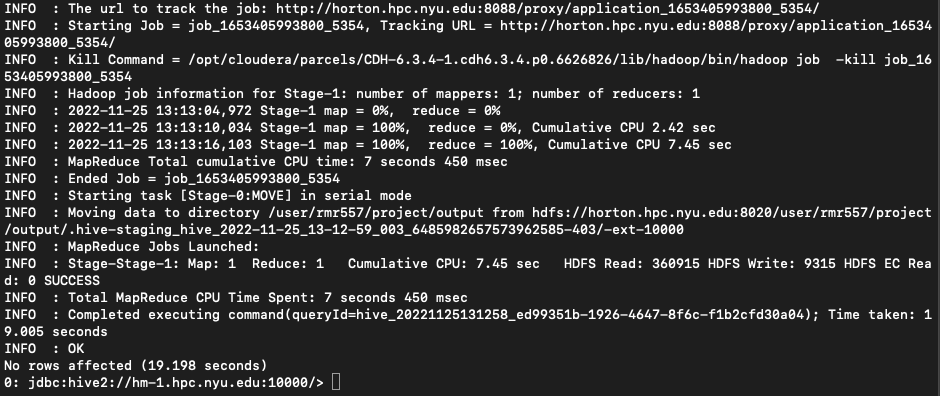 INFO  : The url to track the job: http://horton.hpc.nyu.edu:8088/proxy/application_1653405993800_5354/
INFO  : Starting Job = job_1653405993800_5354, Tracking URL = http://horton.hpc.nyu.edu:8088/proxy/application_16534
05993800_5354/
INFO  : Kill Command = /opt/cloudera/parcels/CDH-6.3.4-1.cdh6.3.4.p0.6626826/lib/hadoop/bin/hadoop job  -kill job_16
53405993800_5354
INFO  : Hadoop job information for Stage-1: number of mappers: 1; number of reducers: 1
INFO  : 2022-11-25 13:13:04,972 Stage-1 map = 0%,  reduce = 0%
INFO  : 2022-11-25 13:13:10,034 Stage-1 map = 100%,  reduce = 0%, Cumulative CPU 2.42 sec
INFO  : 2022-11-25 13:13:16,103 Stage-1 map = 100%,  reduce = 100%, Cumulative CPU 7.45 sec
INFO  : MapReduce Total cumulative CPU time: 7 seconds 450 msec
INFO  : Ended Job = job_1653405993800_5354
INFO  : Starting task [Stage-0:MOVE] in serial mode
INFO  : Moving data to directory /user/rmr557/project/output from hdfs://horton.hpc.nyu.edu:8020/user/rmr557/project
/output/.hive-staging_hive_2022-11-25_13-12-59_003_6485982657573962585-403/-ext-10000
INFO  : MapReduce Jobs Launched:
INFO  : Stage-Stage-1: Map: 1  Reduce: 1   Cumulative CPU: 7.45 sec   HDFS Read: 360915 HDFS Write: 9315 HDFS EC Rea
d: 0 SUCCESS
INFO  : Total MapReduce CPU Time Spent: 7 seconds 450 msec
INFO  : Completed executing command(queryId=hive_20221125131258_ed99351b-1926-4647-8f6c-f1b2cfd30a04); Time taken: 1
9.005 seconds
INFO  : OK
No rows affected (19.198 seconds)
0: jdbc:hive2://hm-1.hpc.nyu.edu:10000/>